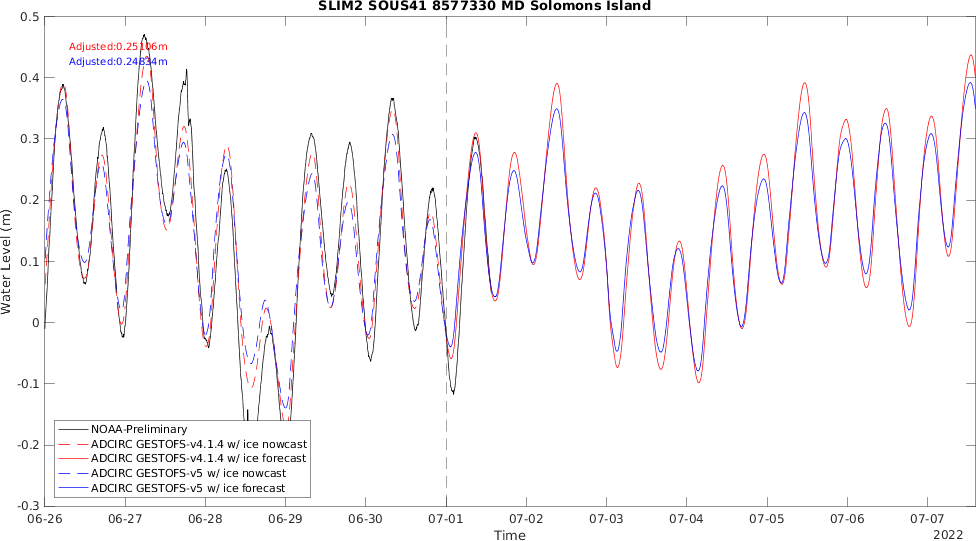 SLIM2 SOUS41 8577330 MD Solomons Island
0.5
0.4
0.3
0.2
0.1
0
-0.1
-0.2
-0.3
Water Level (m)
Adjusted:0.25106m
Adjusted:0.24834m
NOAA-Preliminary
ADCIRC GESTOFS-v4.1.4 w/ ice nowcast
ADCIRC GESTOFS-v4.1.4 w/ ice forecast
ADCIRC GESTOFS-v5 w/ ice nowcast
ADCIRC GESTOFS-v5 w/ ice forecast
06-26 06-27 06-28 06-29 06-30 07-01 07-02 07-03 07-04 07-05 07-06 07-07
Time
2022